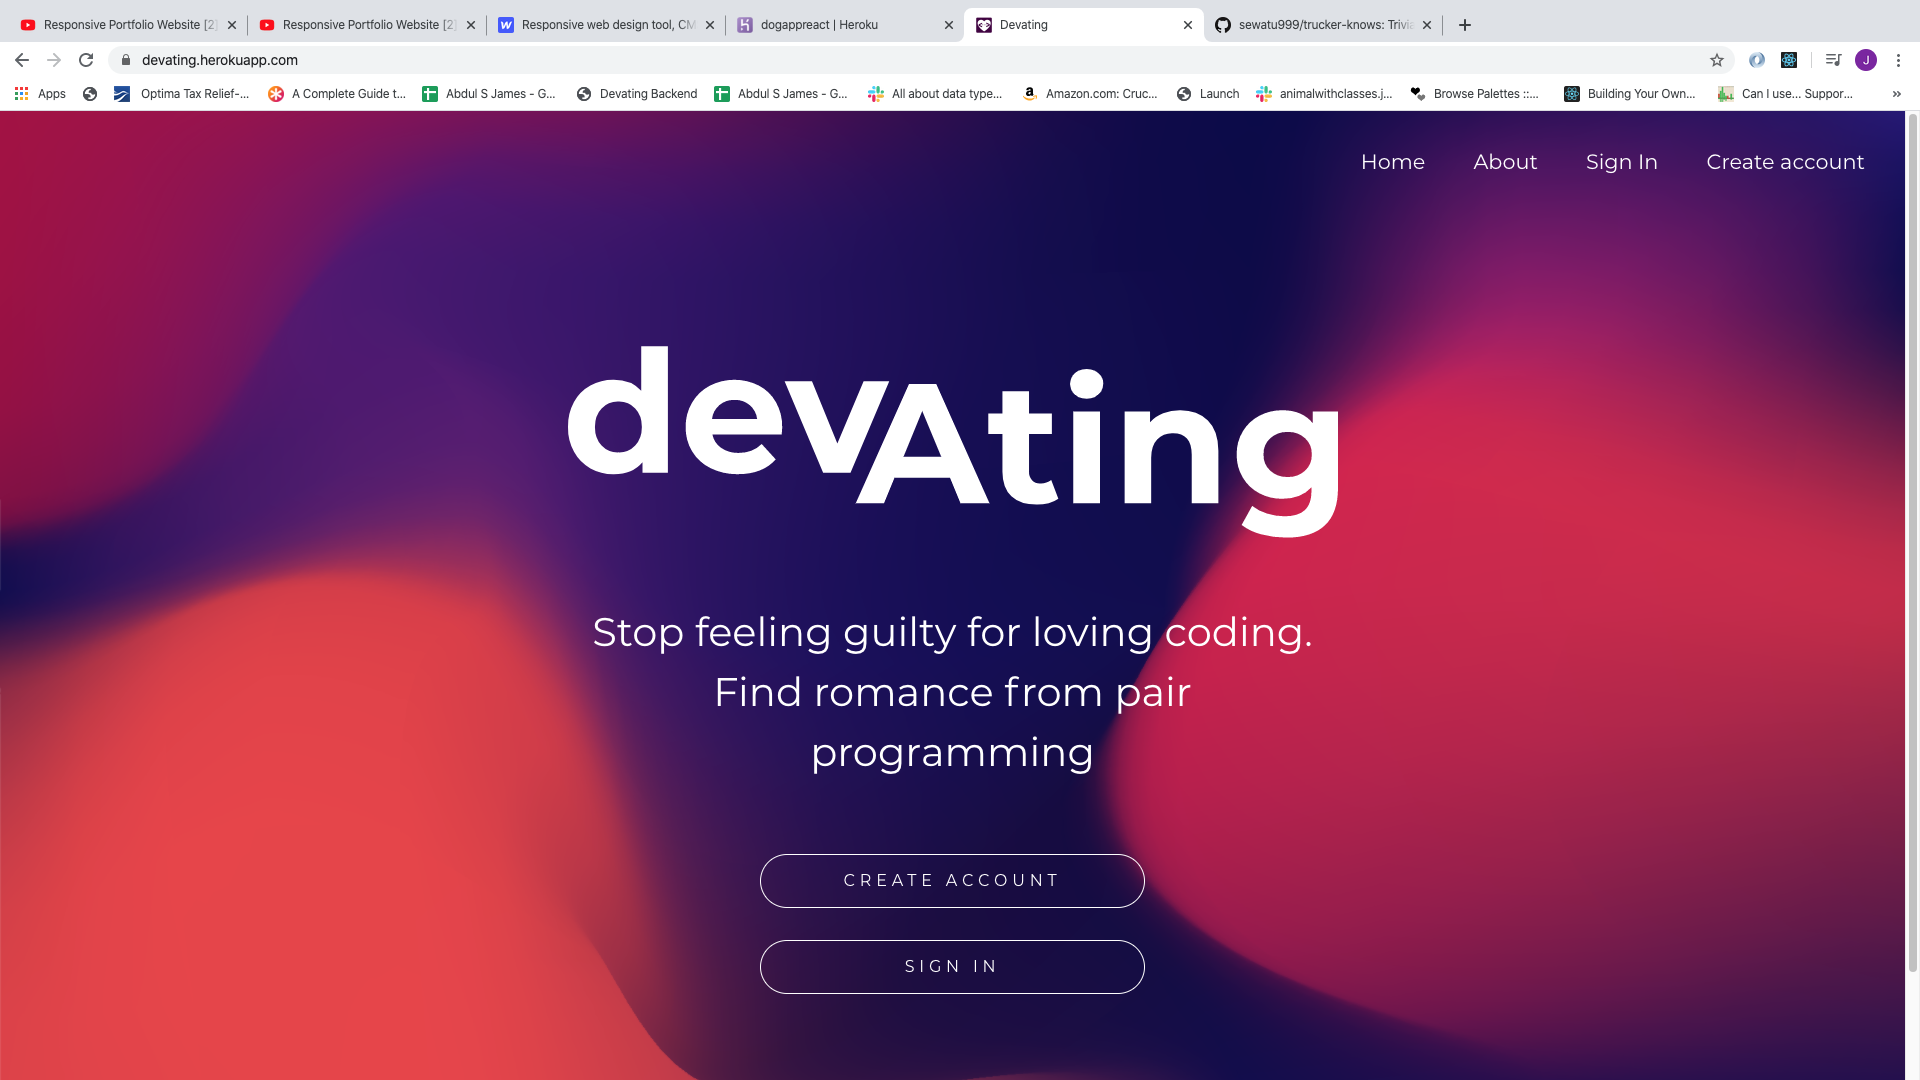 Responsive Portfolio Website [2]
Responsive Portfolio Website [2]
Responsive web design tool, CM
dogappreact | Heroku
Devating
sewatu999/trucker-knows: Trivia
devating.herokuapp.com
J
Apps
Optima Tax Relief-...
A Complete Guide t...
Abdul S James - G...
Devating Backend
Abdul S James - G...
All about data type...
Amazon.com: Cruc...
Launch
animalwithclasses.j...
Browse Palettes ::...
Building Your Own...
Can I use... Suppor...
»
Home
About
Sign In
Create account
devAting
Stop feeling guilty for loving coding.
Find romance from pair
programming
CREATE ACCOUNT
SIGN IN